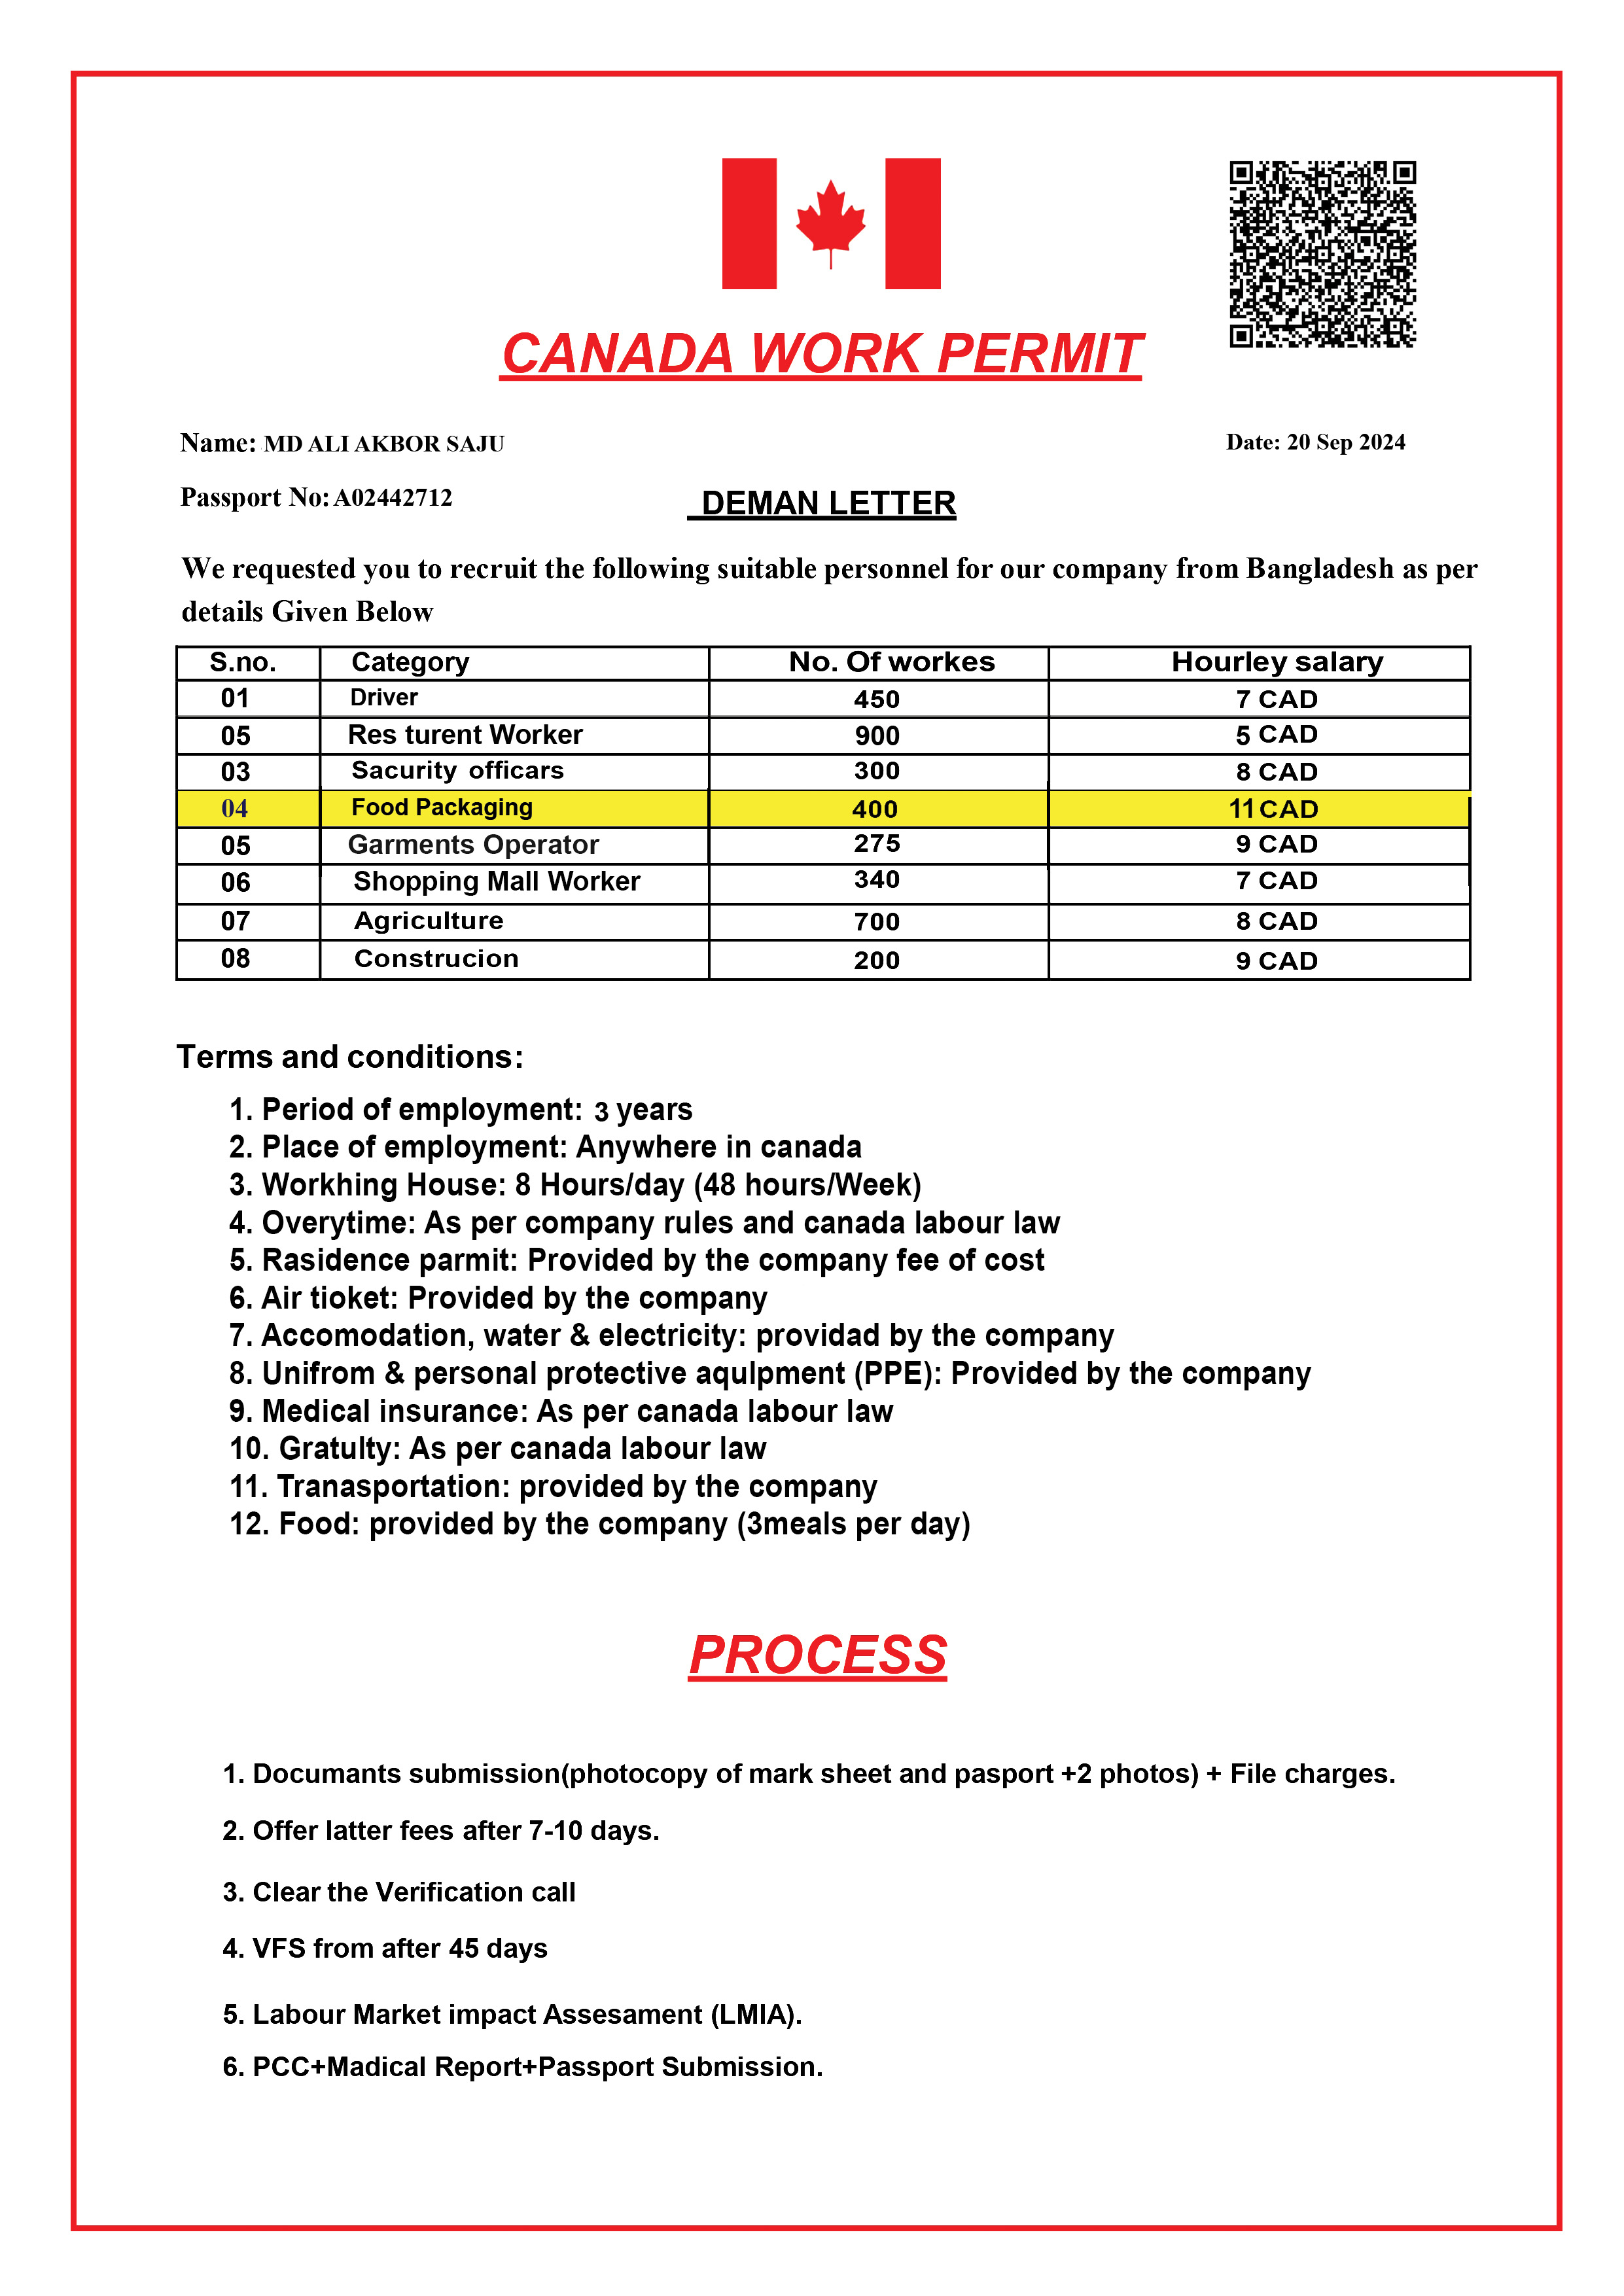 CANADA WORK PERMIT
Name: MD ALI AKBOR SAJU
Date: 20 Sep 2024
Passport No: A02442712
DEMAN LETTER
We requested you to recruit the following suitable personnel for our company from Bangladesh as per
details Given Below
S.no. Category No. Of workes Hourley salary
01 Driver 450 7 CAD
05 Res turent Worker 900 5 CAD
03 Sacurity officars 300 8 CAD
04 Food Packaging 400 11 CAD
05 Garments Operator 275 9 CAD
06 Shopping Mall Worker 340 7 CAD
07 Agriculture 700 8 CAD
08 Construcion 200 9 CAD
Terms and conditions:
1. Period of employment: 3 years
2. Place of employment: Anywhere in canada
3. Workhing House: 8 Hours/day (48 hours/Week)
4. Overytime: As per company rules and canada labour law
5. Rasidence parmit: Provided by the company fee of cost
6. Air tioket: Provided by the company
7. Accomodation, water & electricity: providad by the company
8. Unifrom & personal protective aqulpment (PPE): Provided by the company
9. Medical insurance: As per canada labour law
10. Gratulty: As per canada labour law
11. Tranasportation: provided by the company
12. Food: provided by the company (3meals per day)
PROCESS
1. Documants submission(photocopy of mark sheet and pasport +2 photos) + File charges.
2. Offer latter fees after 7-10 days.
3. Clear the Verification call
4. VFS from after 45 days
5. Labour Market impact Assesament (LMIA).
6. PCC+Madical Report+Passport Submission.